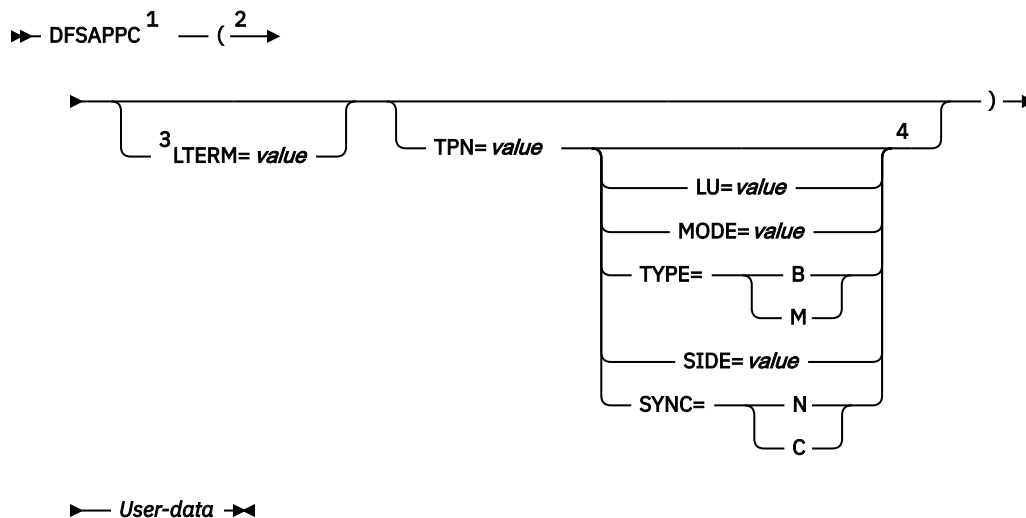 DFSAPPC 1 ( 2
)
3 LTERM= value
TPN= value
4
LU= value
MODE= value
TYPE= B
M
SIDE= value
SYNC= N
C
User-data